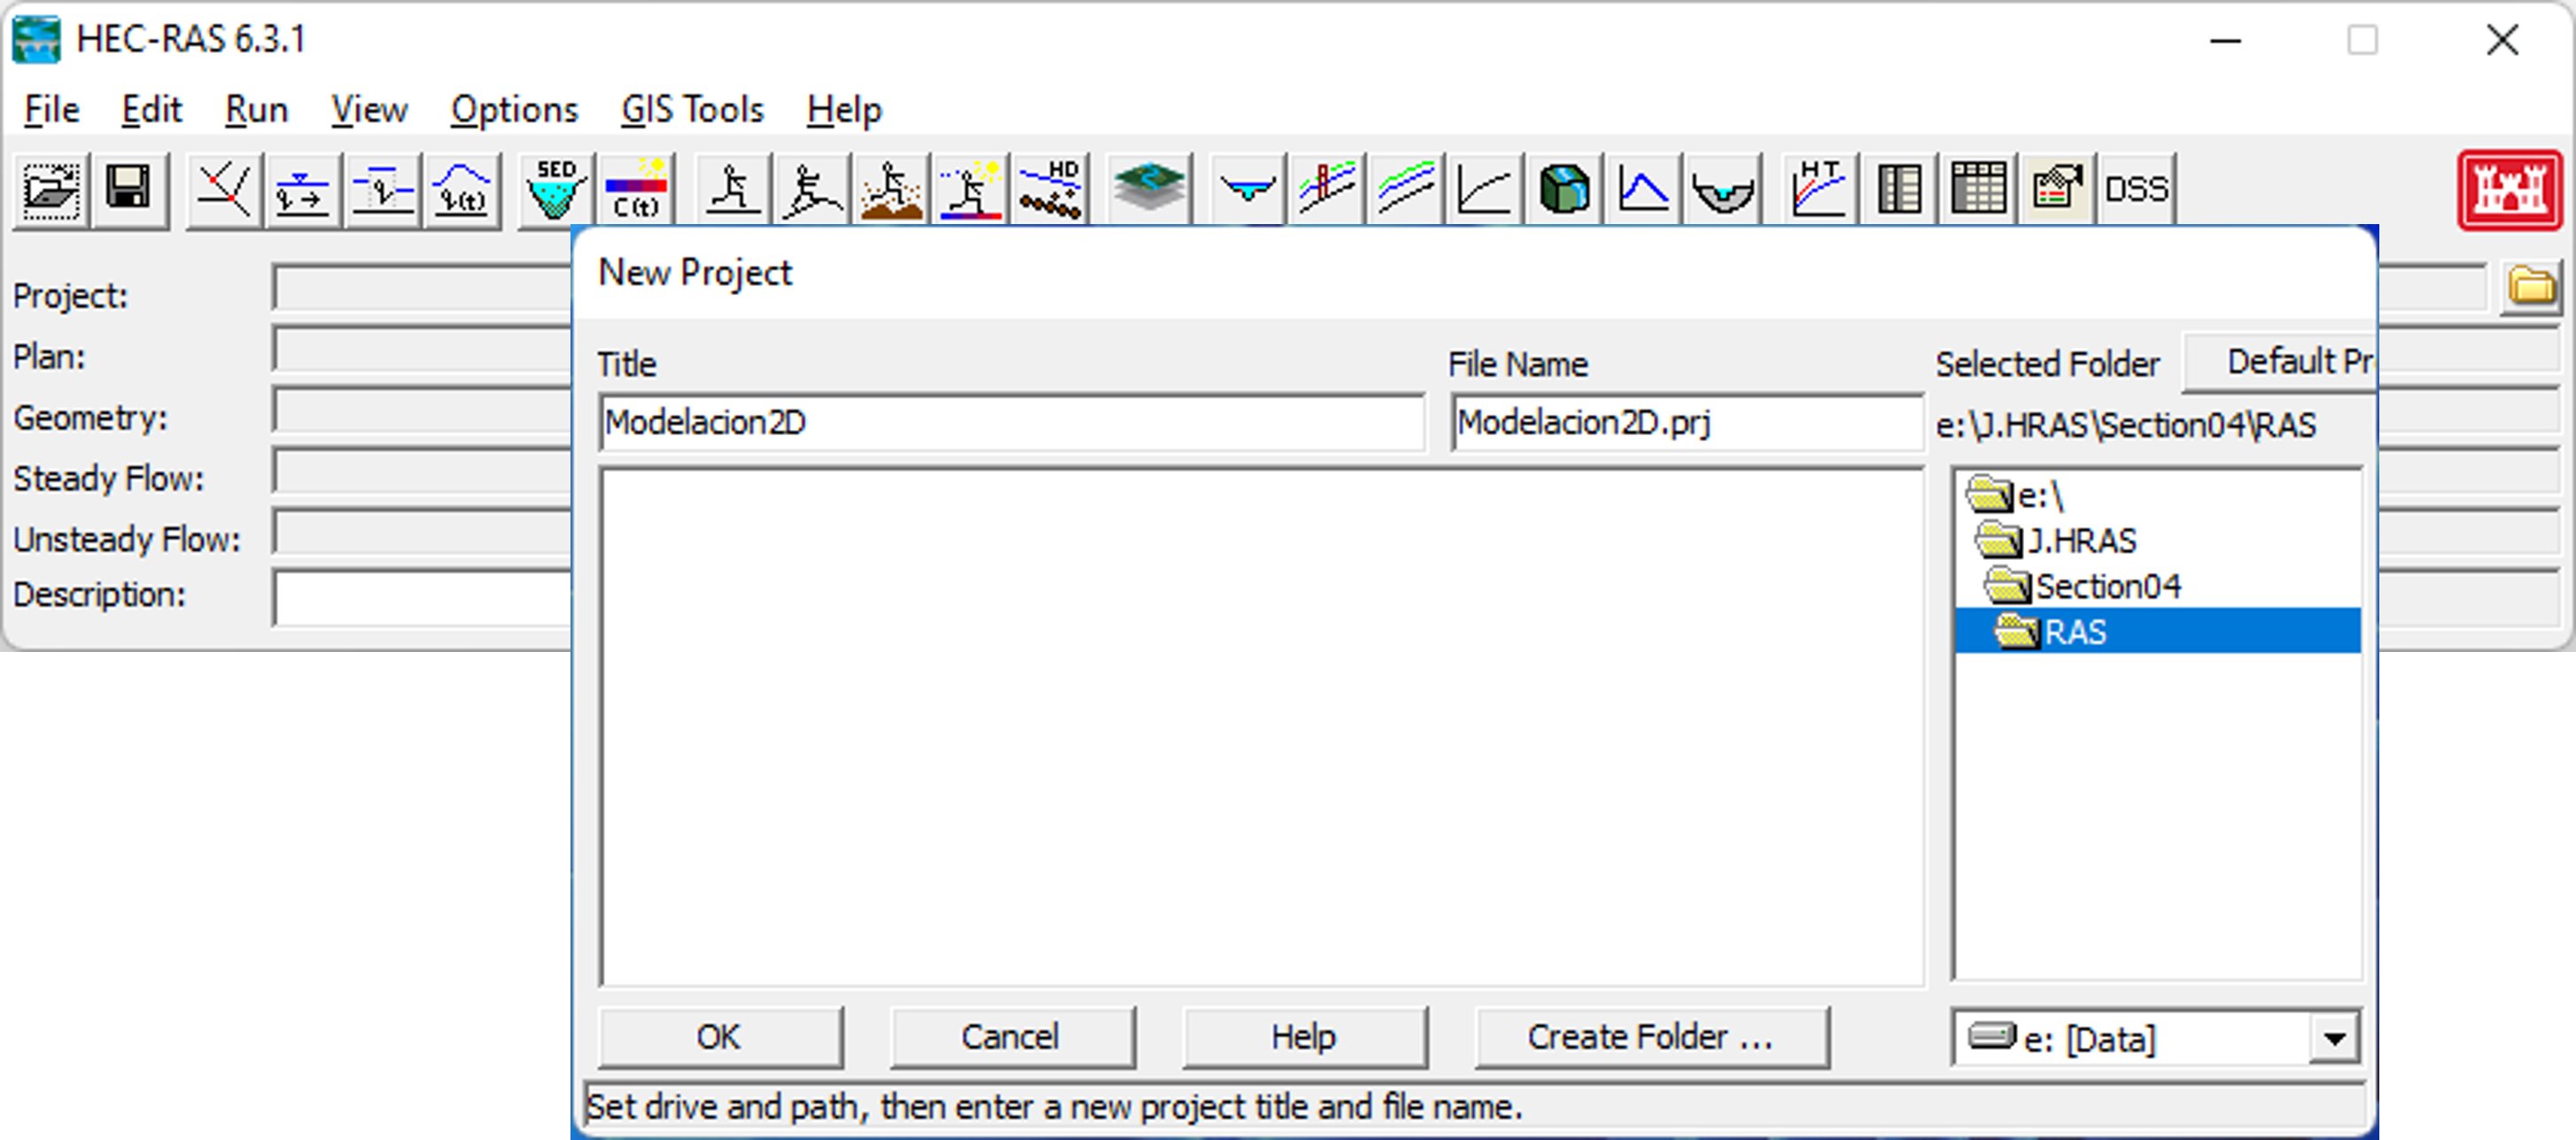 HEC-RAS 6.3.1
File Edit Run View Options GIS Tools Help
SED C(t) HD HT DSS
Project:
Plan:
Geometry:
Steady Flow:
Unsteady Flow:
Description:
New Project
Title File Name Selected Folder Default Pr
Modelacion2D Modelacion2D.prj e:\J.HRAS\Section04\RAS
e:\
J.HRAS
Section04
RAS
OK Cancel Help Create Folder ... e: [Data]
Set drive and path, then enter a new project title and file name.